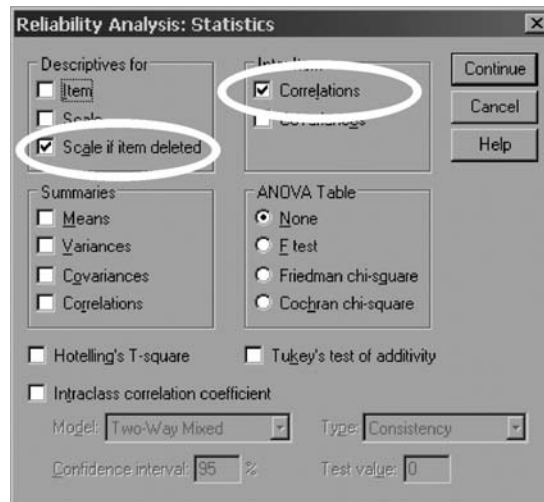 Reliability Analysis: Statistics
Descriptives for
Item
Scale
Scale if item deleted
Correlations
Continue
Cancel
Help
Summaries
Means
Variances
Covariances
Correlations
ANOVA Table
None
F test
Friedman chi-square
Cochran chi-square
Hotelling's T-square
Tukey's test of additivity
Intraclass correlation coefficient
Model: Two-Way Mixed
Type: Consistency
Confidence interval: 95 %
Test value: 0